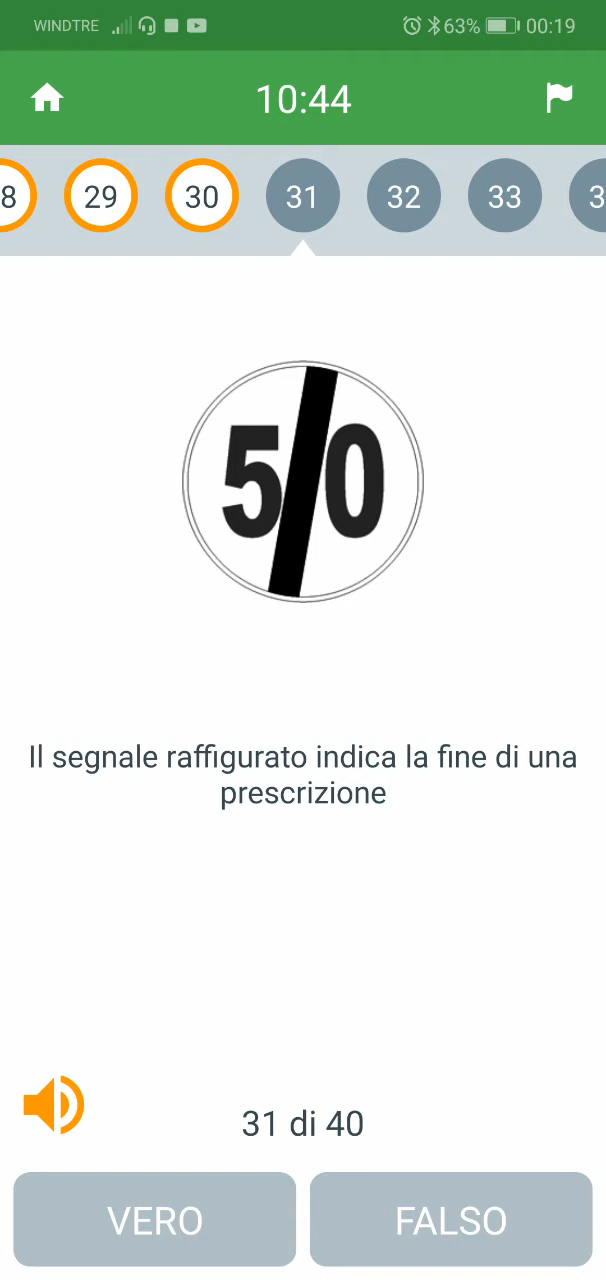 WINDTRE 63% 00:19
10:44
8 29 30 31 32 33 3
50
Il segnale raffigurato indica la fine di una
prescrizione
31 di 40
VERO FALSO